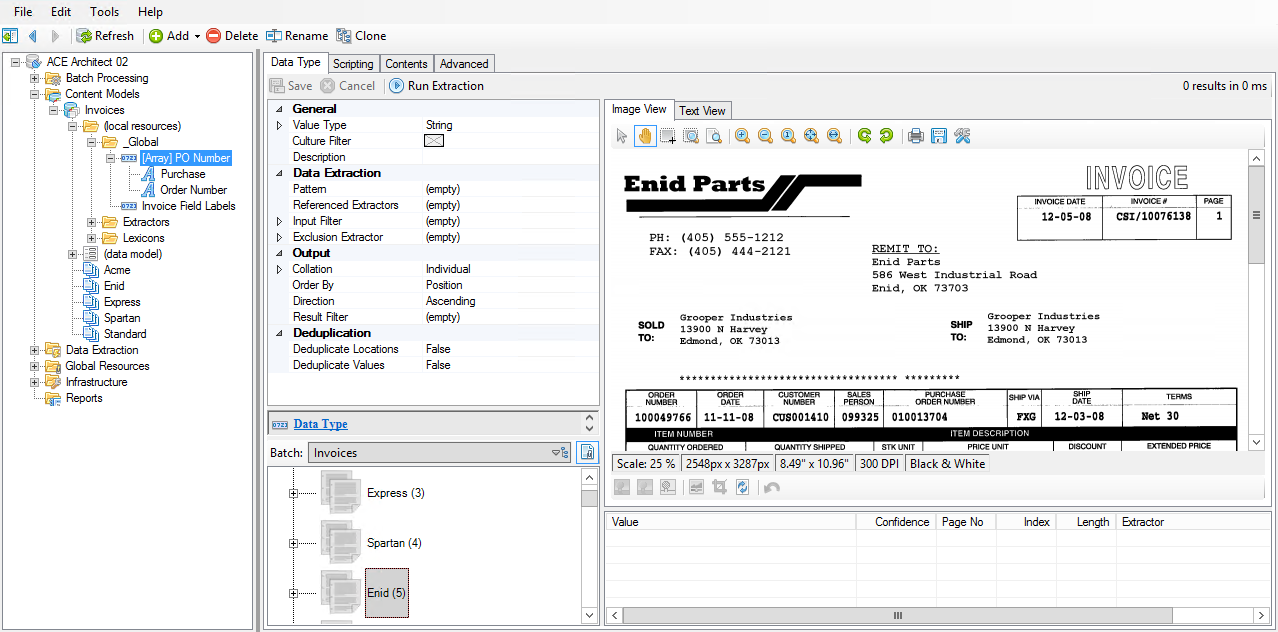 File Edit Tools Help
Refresh Add Delete Rename Clone
ACE Architect 02
Batch Processing
Content Models
Invoices
(local resources)
_Global
[Array] PO Number
Purchase
Order Number
Invoice Field Labels
Extractors
Lexicons
(data model)
Acme
Enid
Express
Spartan
Standard
Data Extraction
Global Resources
Infrastructure
Reports
Data Type Scripting Contents Advanced
Save Cancel Run Extraction 0 results in 0 ms
General
Value Type String
Culture Filter
Description
Data Extraction
Pattern (empty)
Referenced Extractors (empty)
Input Filter (empty)
Exclusion Extractor (empty)
Output
Collation Individual
Order By Position
Direction Ascending
Result Filter (empty)
Deduplication
Deduplicate Locations False
Deduplicate Values False
Data Type
Batch: Invoices
Express (3)
Spartan (4)
Enid (5)
Image View Text View
Enid Parts
INVOICE
INVOICE DATE INVOICE # PAGE
12-05-08 CSI/10076138 1
PH: (405) 555-1212
FAX: (405) 444-2121
REMIT TO:
Enid Parts
586 West Industrial Road
Enid, OK 73703
SOLD TO:
Grooper Industries
13900 N Harvey
Edmond, OK 73013
SHIP TO:
Grooper Industries
13900 N Harvey
Edmond, OK 73013
*********************************** *********
ORDER NUMBER ORDER DATE CUSTOMER NUMBER SALES PERSON PURCHASE ORDER NUMBER SHIP VIA SHIP DATE TERMS
100049766 11-11-08 CUS001410 099325 010013704 FXG 12-03-08 Net 30
ITEM NUMBER ITEM DESCRIPTION
QUANTITY ORDERED QUANTITY SHIPPED STK UNIT PRICE UNIT DISCOUNT EXTENDED PRICE
Scale: 25 % 2548px x 3287px 8.49" x 10.96" 300 DPI Black & White
Value Confidence Page No Index Length Extractor